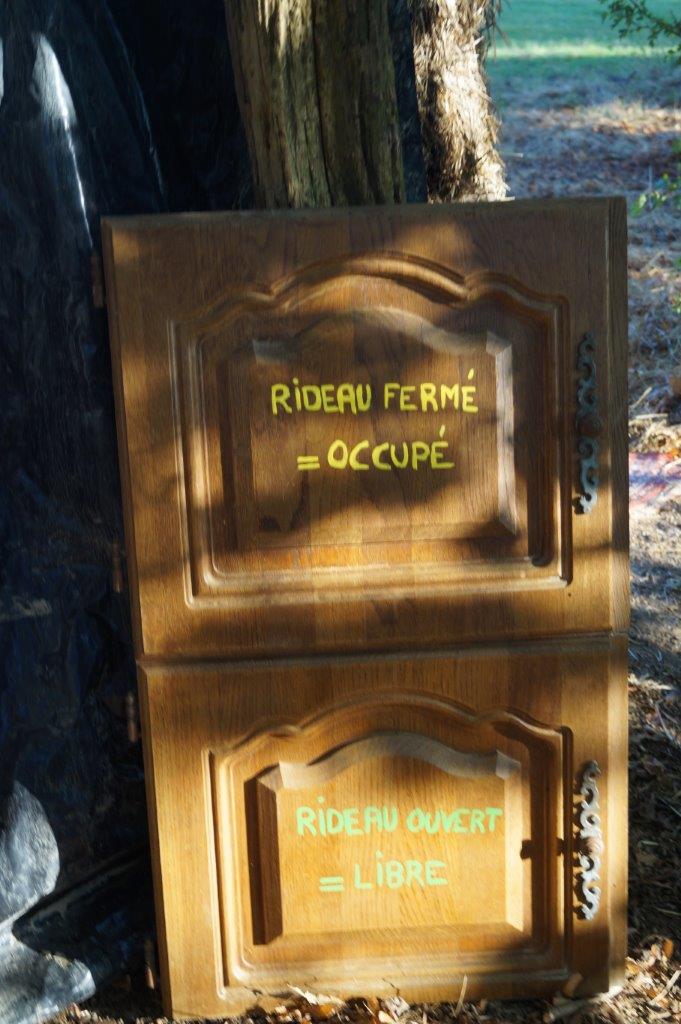 RIDEAU FERMÉ
= OCCUPÉ
RIDEAU OUVERT
= LIBRE